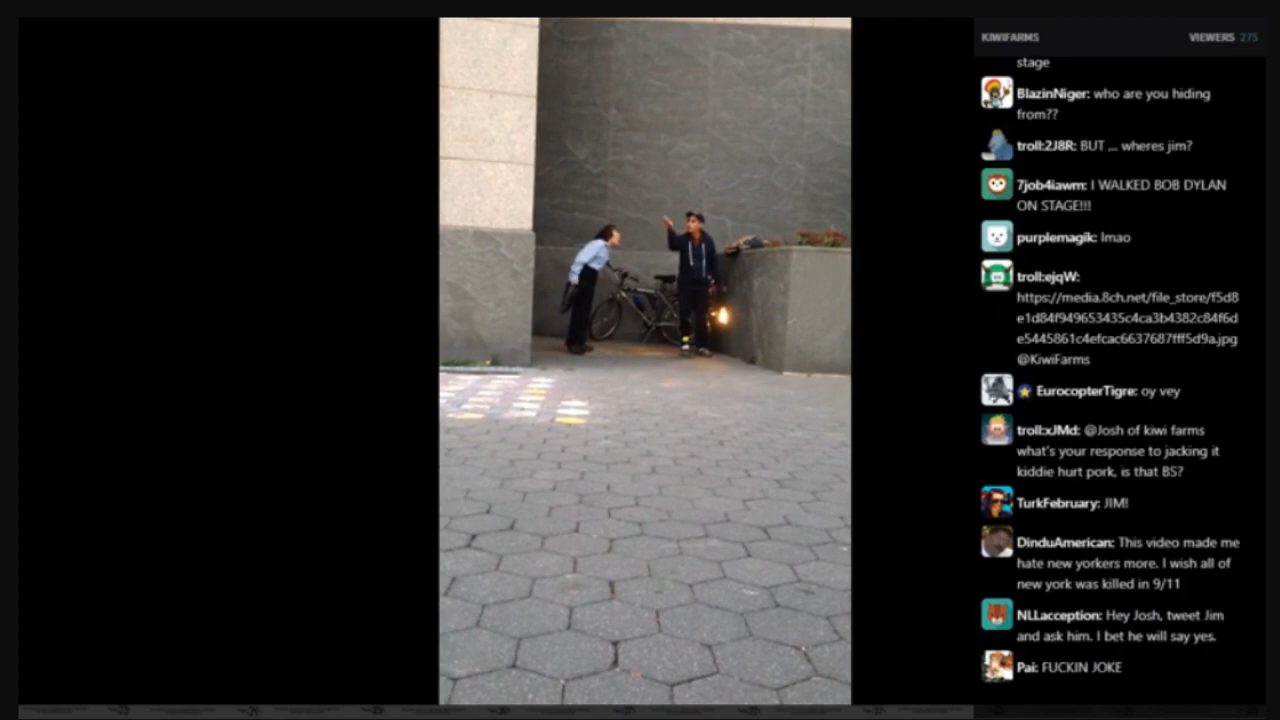 KIWIFARMS VIEWERS 275
stage
BlazinNiger: who are you hiding
from??
troll:2J8R: BUT ,.. wheres jim?
7job4iawm: I WALKED BOB DYLAN
ON STAGE!!!
purplemagik: lmao
troll:ejqW:
https://media.8ch.net/file_store/f5d8
e1d84f949653435c4ca3b4382c84f6d
e5445861c4efcac6637687fff5d9a.jpg
@KiwiFarms
EurocopterTigre: oy vey
troll:xJMd: @Josh of kiwi farms
what's your response to jacking it
kiddie hurt pork, is that BS?
TurkFebruary: JIM!
DinduAmerican: This video made me
hate new yorkers more. I wish all of
new york was killed in 9/11
NLLacception: Hey Josh, tweet Jim
and ask him. I bet he will say yes.
Pai: FUCKIN JOKE